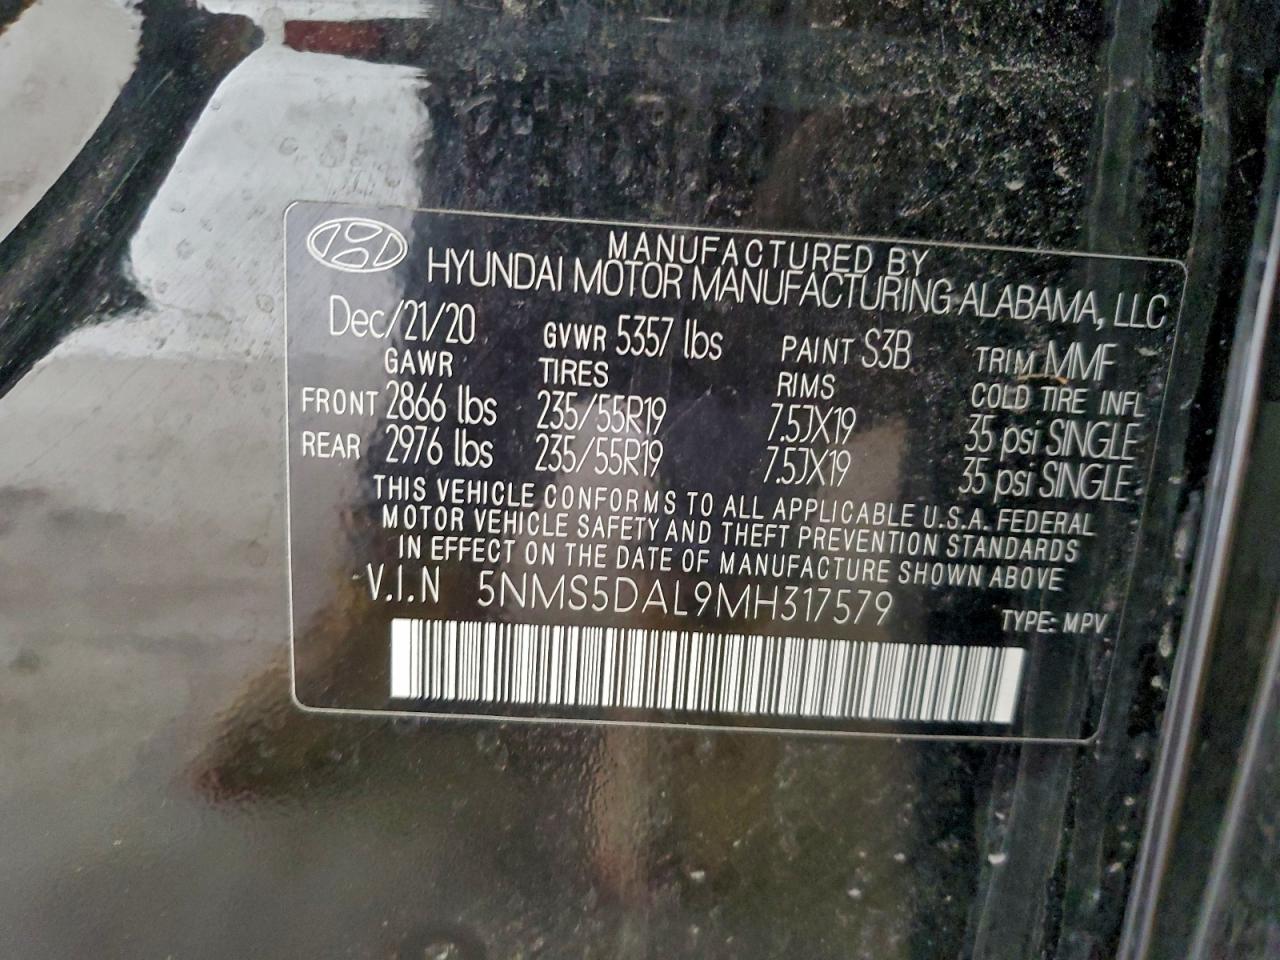 MANUFACTURED BY
HYUNDAI MOTOR MANUFACTURING ALABAMA, LLC
Dec/21/20 GVWR 5357 lbs PAINT S3B TRIM MMF
GAWR TIRES RIMS COLD TIRE INFL
FRONT 2866 lbs 235/55R19 7.5JX19 35 psi SINGLE
REAR 2976 lbs 235/55R19 7.5JX19 35 psi SINGLE
THIS VEHICLE CONFORMS TO ALL APPLICABLE U.S.A. FEDERAL
MOTOR VEHICLE SAFETY AND THEFT PREVENTION STANDARDS
IN EFFECT ON THE DATE OF MANUFACTURE SHOWN ABOVE
V.I.N 5NMS5DAL9MH317579 TYPE: MPV